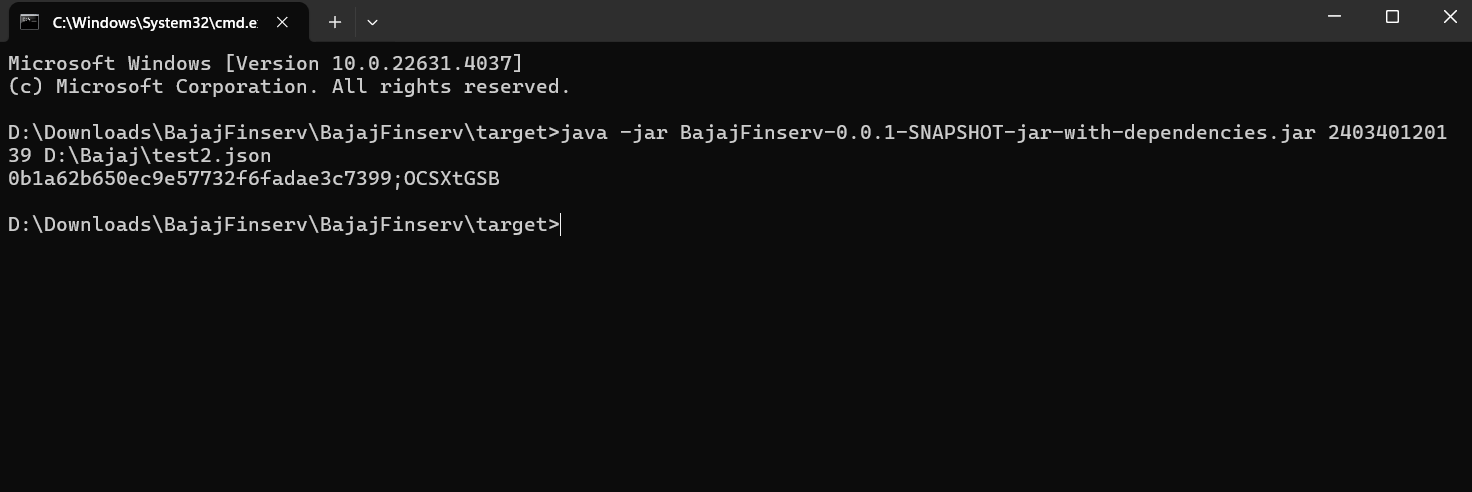 C:\Windows\System32\cmd.e
Microsoft Windows [Version 10.0.22631.4037]
(c) Microsoft Corporation. All rights reserved.
D:\Downloads\BajajFinserv\BajajFinserv\target>java -jar BajajFinserv-0.0.1-SNAPSHOT-jar-with-dependencies.jar 2403401201
39 D:\Bajaj\test2.json
0b1a62b650ec9e57732f6fadae3c7399;OCSXtGSB
D:\Downloads\BajajFinserv\BajajFinserv\target>